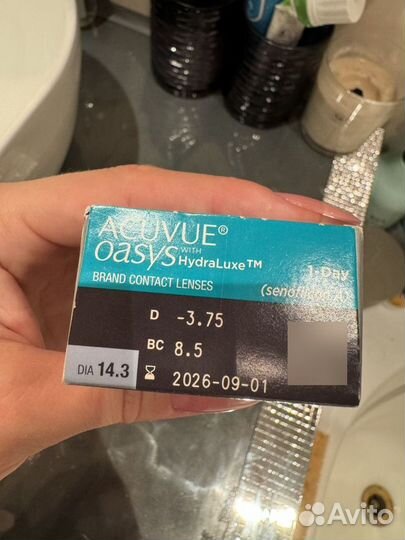 ACUVUE®
OASYS WITH HydraLuxe™
1-Day
BRAND CONTACT LENSES
(senofilcon A)
D -3.75
BC 8.5
DIA 14.3
2026-09-01
Avito